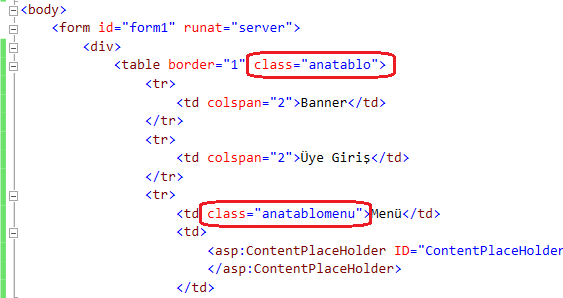 <body>
<form id="form1" runat="server">
<div>
<table border="1" class="anatablo">
<tr>
<td colspan="2">Banner</td>
</tr>
<tr>
<td colspan="2">Üye Giriş</td>
</tr>
<tr>
<td class="anatablomenu">Menü</td>
<td>
<asp:ContentPlaceHolder ID="ContentPlaceHolder
</asp:ContentPlaceHolder>
</td>